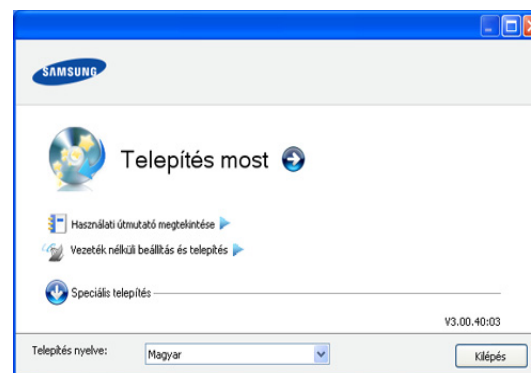 SAMSUNG
Telepítés most
Használati útmutató megtekintése
Vezeték nélküli beállítás és telepítés
Speciális telepítés
V3.00.40:03
Telepítés nyelve: Magyar Kilépés